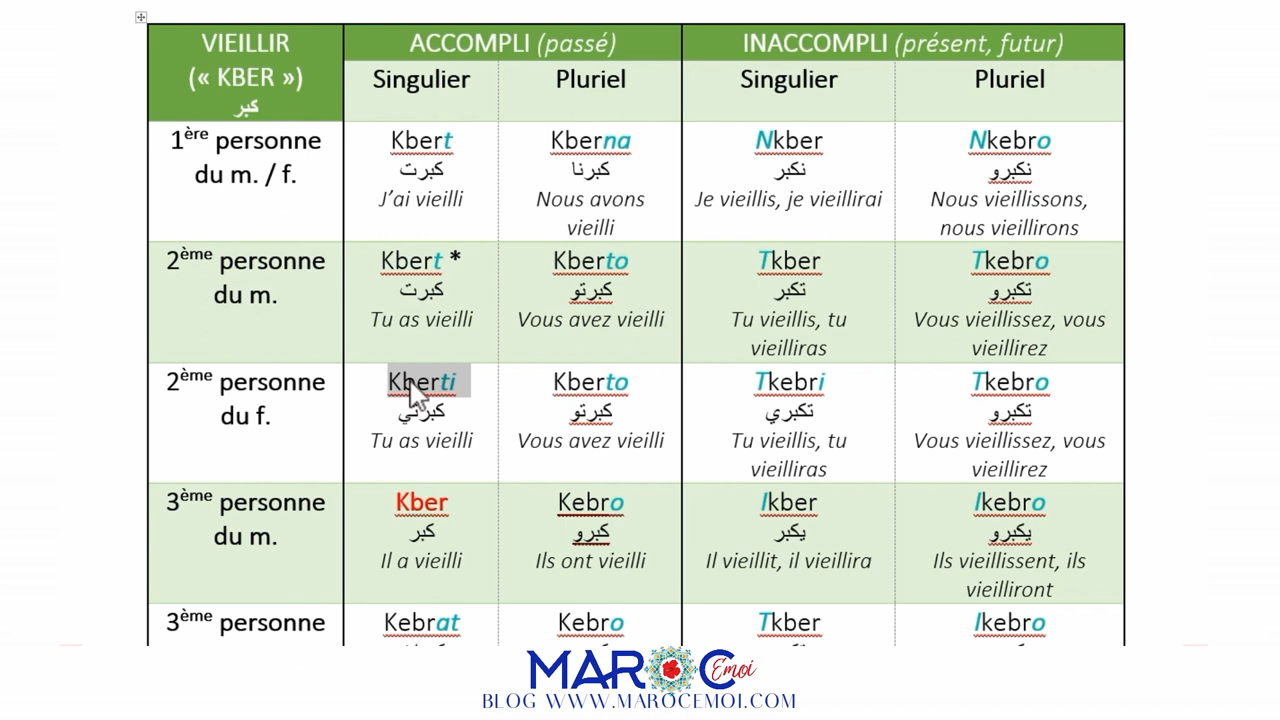 VIEILLIR
(« KBER »)
كبر
ACCOMPLI (passé)
INACCOMPLI (présent, futur)
Singulier
Pluriel
Singulier
Pluriel
1ère personne
du m. / f.
Kbert
كبرت
J’ai vieilli
Kberna
كبرنا
Nous avons
vieilli
Nkber
نكبر
Je vieillis, je vieillirai
Nkebro
نكبرو
Nous vieillissons,
nous vieillirons
2ème personne
du m.
Kbert *
كبرت
Tu as vieilli
Kberto
كبرتو
Vous avez vieilli
Tkber
تكبر
Tu vieillis, tu
vieilliras
Tkebro
تكبرو
Vous vieillissez, vous
vieillirez
2ème personne
du f.
Kberti
كبرتي
Tu as vieilli
Kberto
كبرتو
Vous avez vieilli
Tkebri
تكبري
Tu vieillis, tu
vieilliras
Tkebro
تكبرو
Vous vieillissez, vous
vieillirez
3ème personne
du m.
Kber
كبر
Il a vieilli
Kebro
كبرو
Ils ont vieilli
Ikber
يكبر
Il vieillit, il vieillira
Ikebro
يكبرو
Ils vieillissent, ils
vieilliront
3ème personne
Kebrat
Kebro
Tkber
Ikebro
MAROC Emoi
BLOG WWW.MAROCEMOI.COM